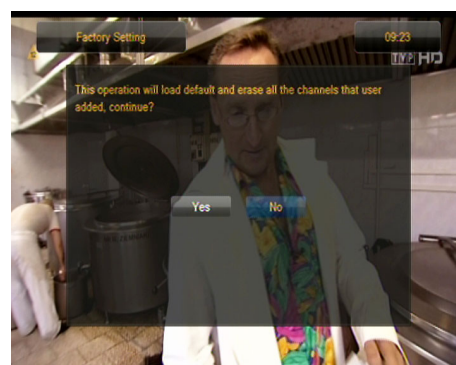 Factory Setting
09:23
TVP HD
This operation will load default and erase all the channels that user
added, continue?
Yes
No